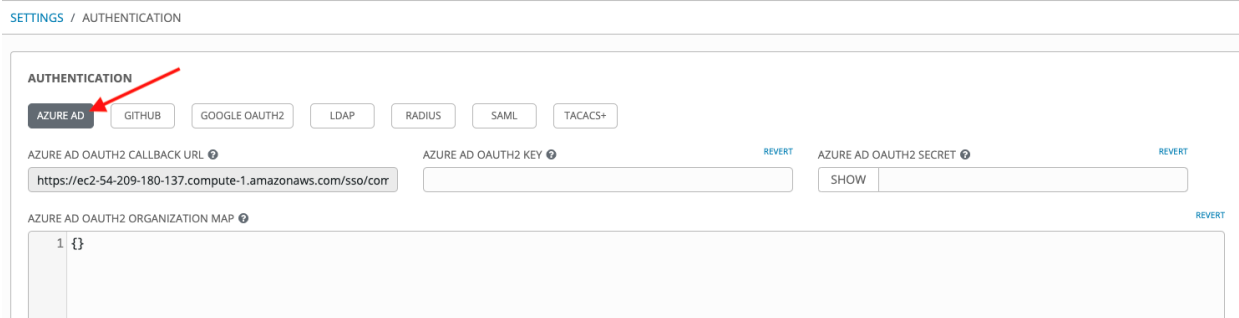 SETTINGS / AUTHENTICATION
AUTHENTICATION
AZURE AD GITHUB GOOGLE OAUTH2 LDAP RADIUS SAML TACACS+
AZURE AD OAUTH2 CALLBACK URL AZURE AD OAUTH2 KEY REVERT AZURE AD OAUTH2 SECRET REVERT
https://ec2-54-209-180-137.compute-1.amazonaws.com/sso/com SHOW
AZURE AD OAUTH2 ORGANIZATION MAP REVERT
1 {}